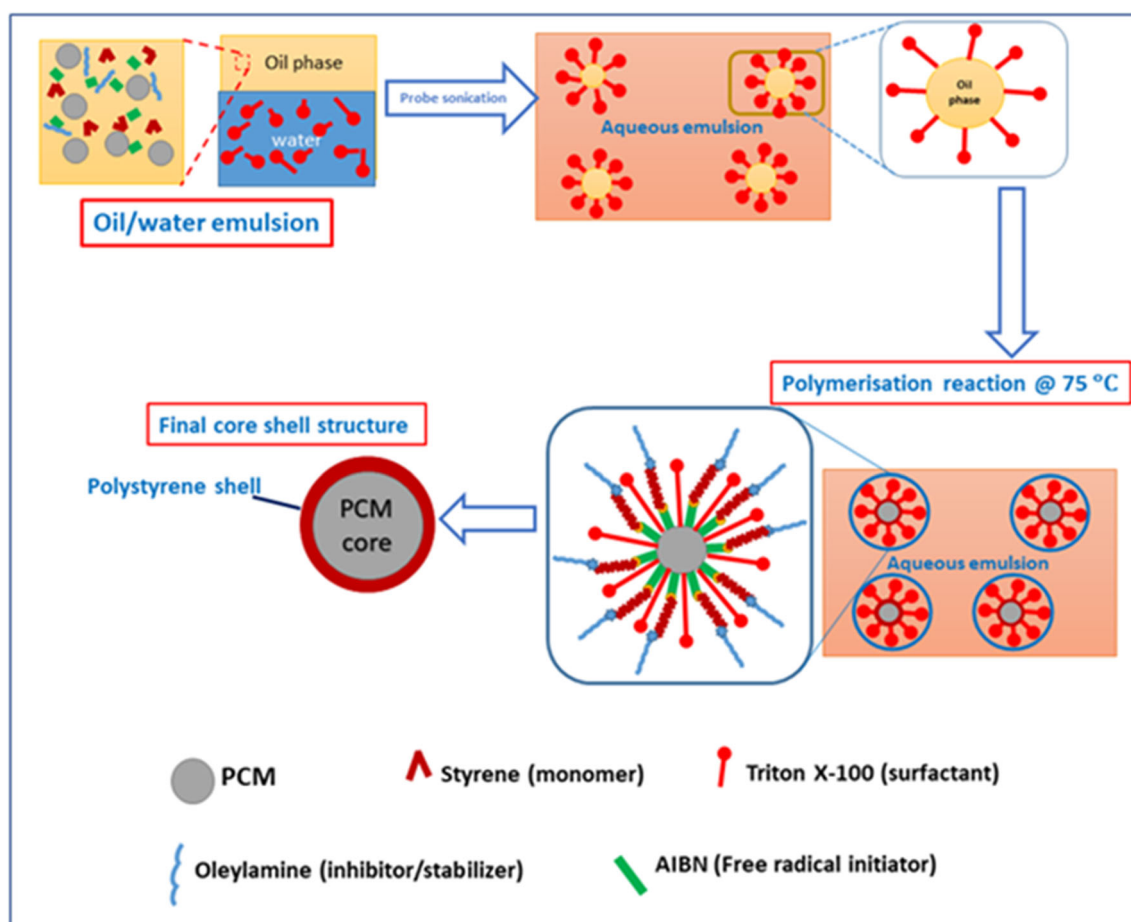 Oil phase
water
Oil/water emulsion
Probe sonication
Aqueous emulsion
Oil
phase
Polymerisation reaction @ 75 °C
Final core shell structure
Polystyrene shell
PCM
core
Aqueous emulsion
PCM
Styrene (monomer)
Triton X-100 (surfactant)
Oleylamine (inhibitor/stabilizer)
AIBN (Free radical initiator)